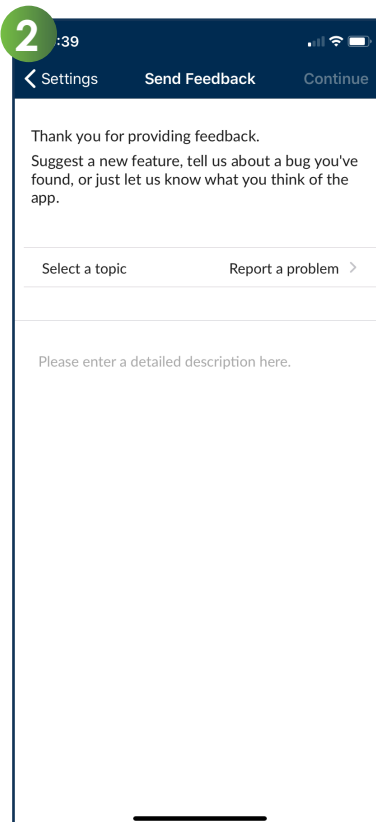 2
:39
Settings Send Feedback Continue
Thank you for providing feedback.
Suggest a new feature, tell us about a bug you've
found, or just let us know what you think of the
app.
Select a topic Report a problem
Please enter a detailed description here.